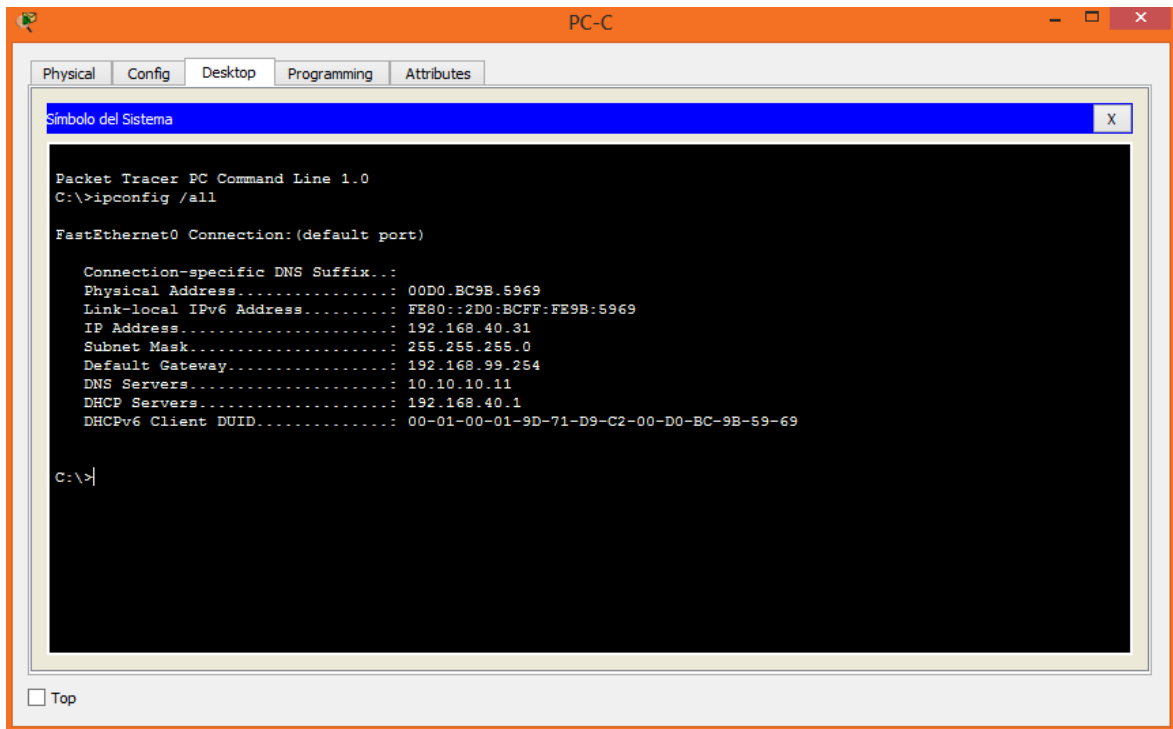 PC-C
Physical Config Desktop Programming Attributes
Símbolo del Sistema X
Packet Tracer PC Command Line 1.0
C:\>ipconfig /all
FastEthernet0 Connection:(default port)
Connection-specific DNS Suffix..:
Physical Address................: 00D0.BC9B.5969
Link-local IPv6 Address.........: FE80::2D0:BCFF:FE9B:5969
IP Address......................: 192.168.40.31
Subnet Mask.....................: 255.255.255.0
Default Gateway.................: 192.168.99.254
DNS Servers.....................: 10.10.10.11
DHCP Servers....................: 192.168.40.1
DHCPv6 Client DUID..............: 00-01-00-01-9D-71-D9-C2-00-D0-BC-9B-59-69
C:\>
Top